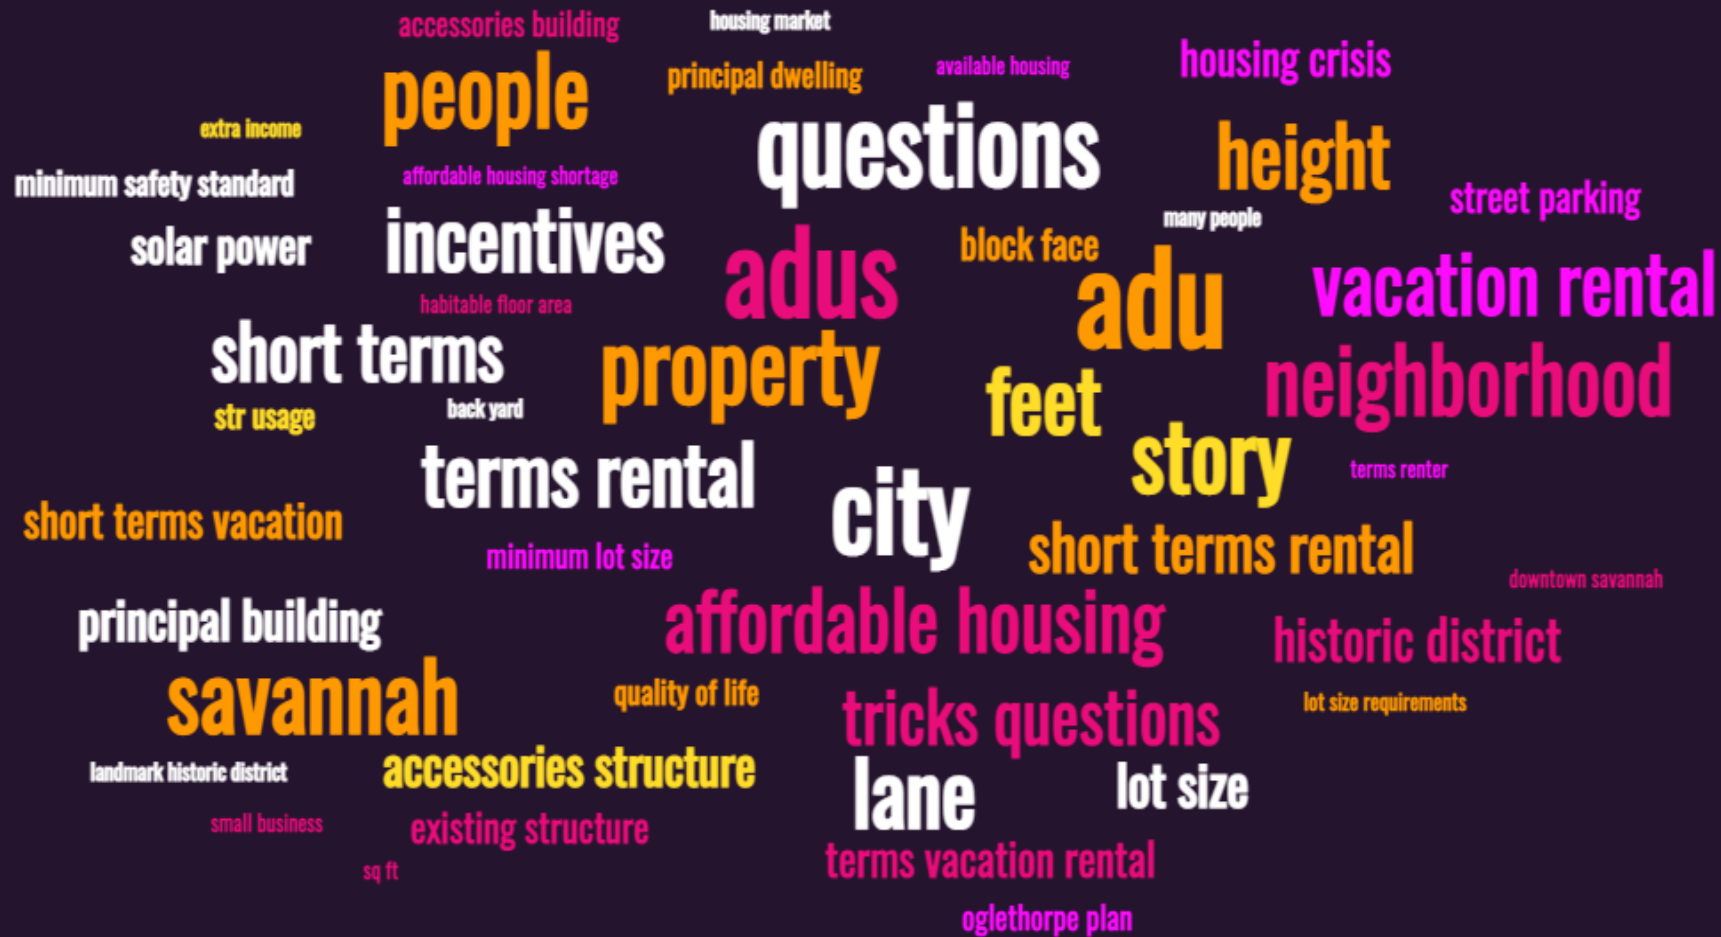 accessories building
housing market
people
principal dwelling
available housing
housing crisis
extra income
questions
height
minimum safety standard
affordable housing shortage
street parking
many people
solar power
incentives
adus
block face
adu
vacation rental
habitable floor area
short terms
property
feet
neighborhood
str usage
back yard
terms rental
story
terms renter
city
short terms vacation
minimum lot size
short terms rental
downtown savannah
principal building
affordable housing
historic district
savannah
quality of life
tricks questions
lot size requirements
landmark historic district
accessories structure
lane
lot size
small business
existing structure
terms vacation rental
sq ft
oglethorpe plan